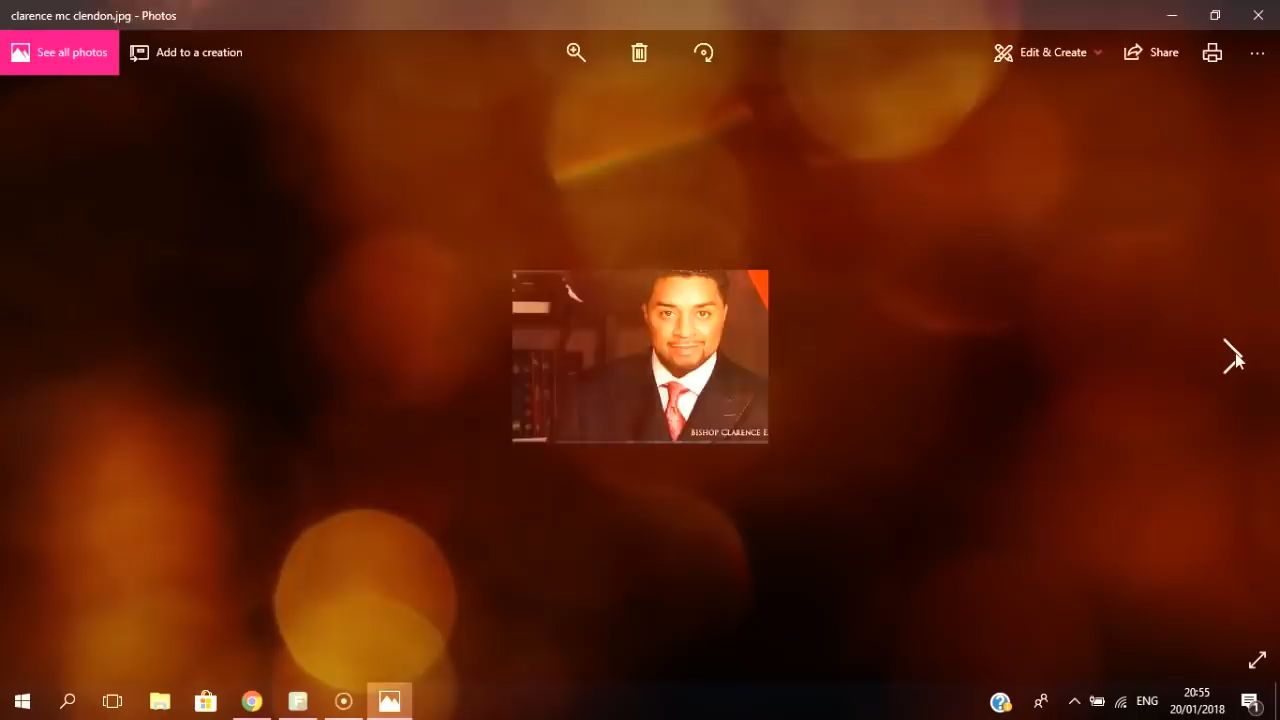 clarence mc clendon.jpg - Photos
See all photos
Add to a creation
Edit & Create
Share
BISHOP CLARENCE E
ENG
20:55
20/01/2018
1